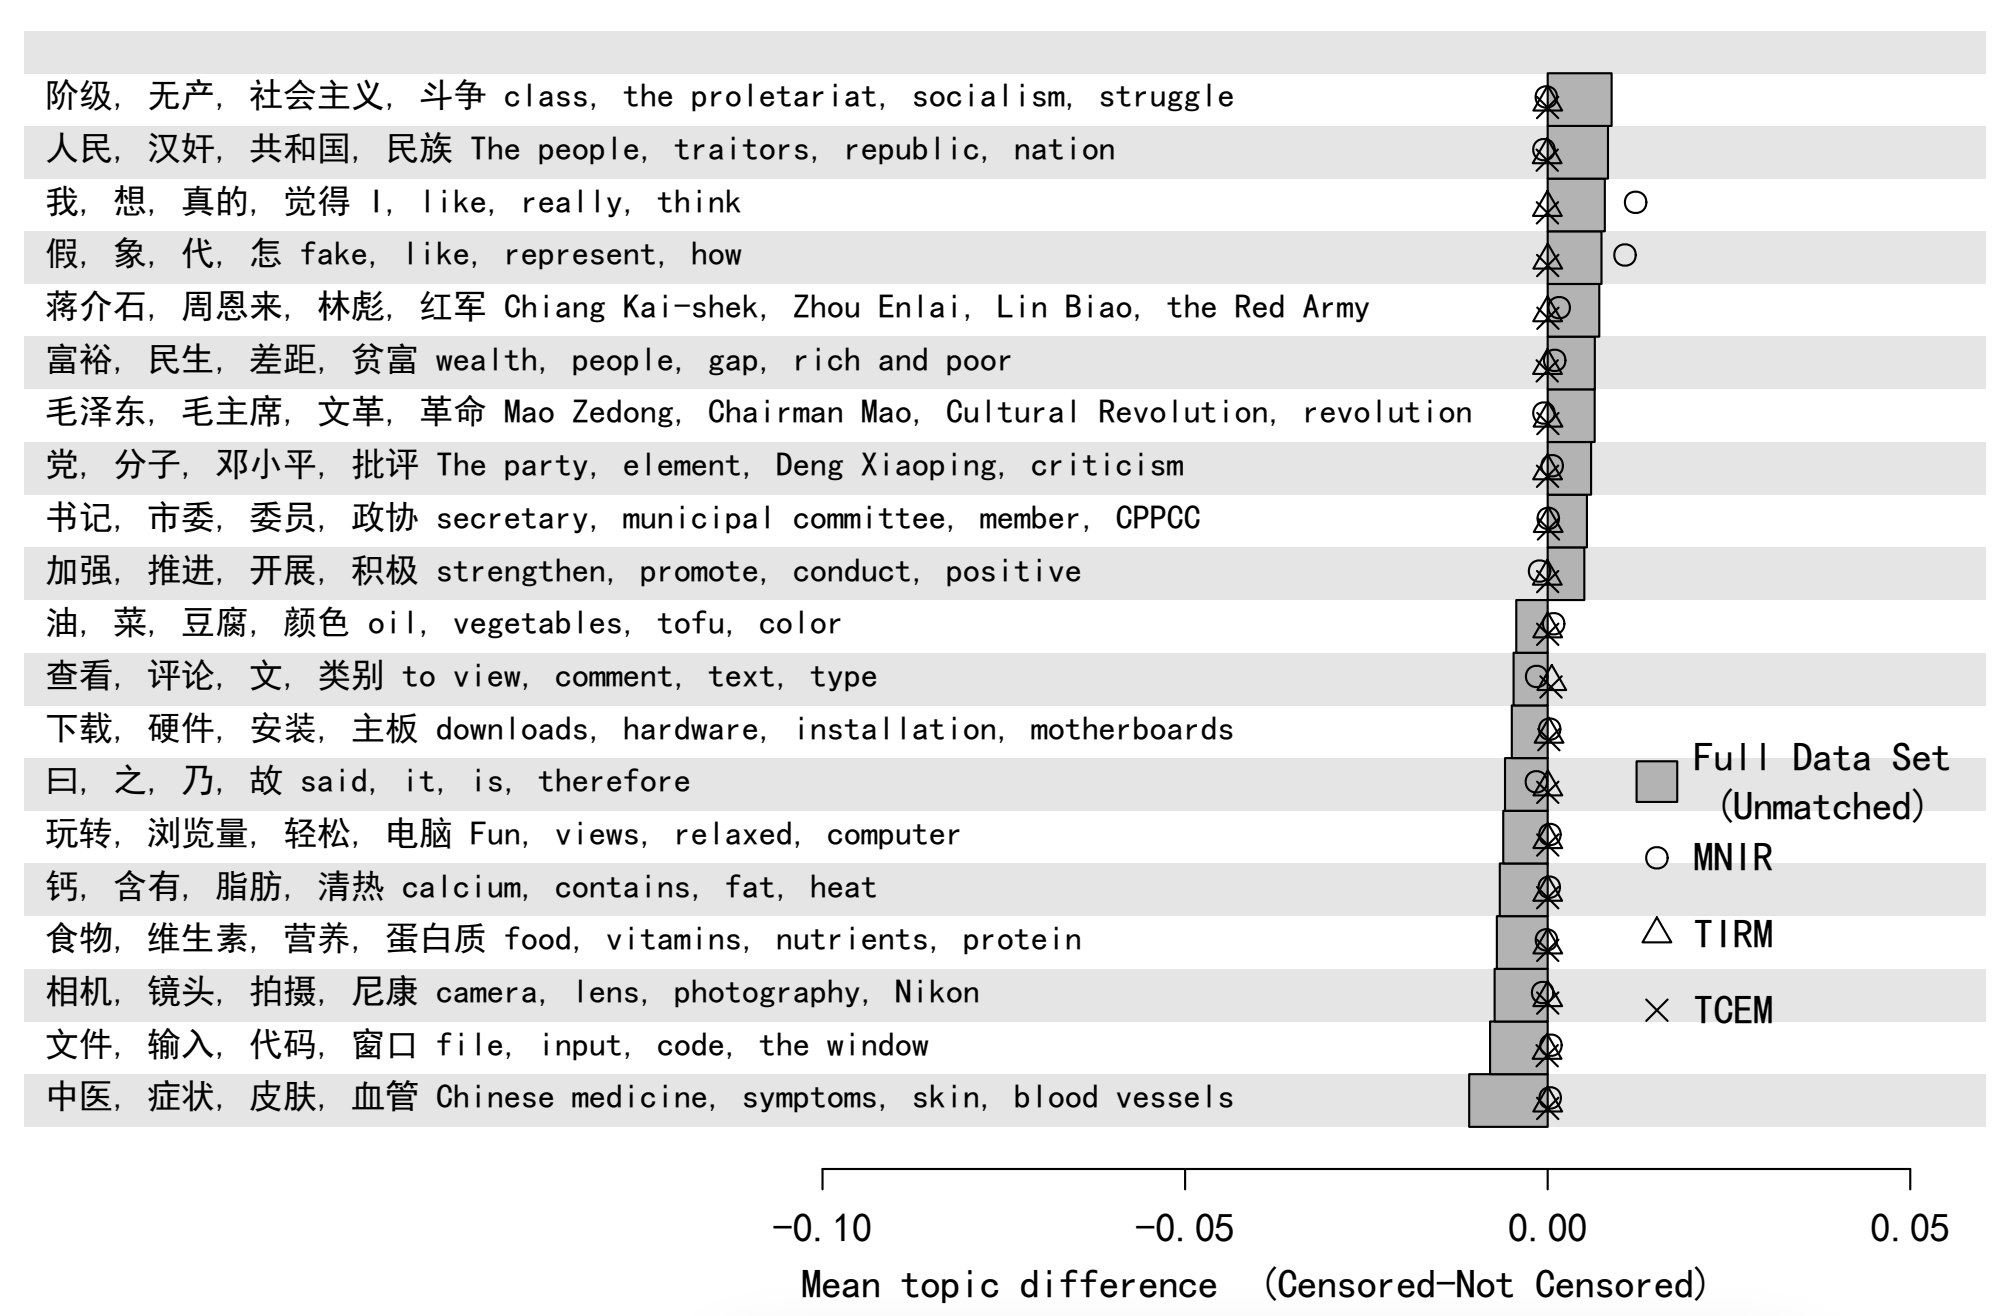 阶级, 无产, 社会主义, 斗争 class, the proletariat, socialism, struggle
人民, 汉奸, 共和国, 民族 The people, traitors, republic, nation
我, 想, 真的, 觉得 I, like, really, think
假, 象, 代, 怎 fake, like, represent, how
蒋介石, 周恩来, 林彪, 红军 Chiang Kai-shek, Zhou Enlai, Lin Biao, the Red Army
富裕, 民生, 差距, 贫富 wealth, people, gap, rich and poor
毛泽东, 毛主席, 文革, 革命 Mao Zedong, Chairman Mao, Cultural Revolution, revolution
党, 分子, 邓小平, 批评 The party, element, Deng Xiaoping, criticism
书记, 市委, 委员, 政协 secretary, municipal committee, member, CPPCC
加强, 推进, 开展, 积极 strengthen, promote, conduct, positive
油, 菜, 豆腐, 颜色 oil, vegetables, tofu, color
查看, 评论, 文, 类别 to view, comment, text, type
下载, 硬件, 安装, 主板 downloads, hardware, installation, motherboards
曰, 之, 乃, 故 said, it, is, therefore
玩转, 浏览量, 轻松, 电脑 Fun, views, relaxed, computer
钙, 含有, 脂肪, 清热 calcium, contains, fat, heat
食物, 维生素, 营养, 蛋白质 food, vitamins, nutrients, protein
相机, 镜头, 拍摄, 尼康 camera, lens, photography, Nikon
文件, 输入, 代码, 窗口 file, input, code, the window
中医, 症状, 皮肤, 血管 Chinese medicine, symptoms, skin, blood vessels
Full Data Set
(Unmatched)
MNIR
TIRM
TCEM
-0.10 -0.05 0.00 0.05
Mean topic difference (Censored-Not Censored)